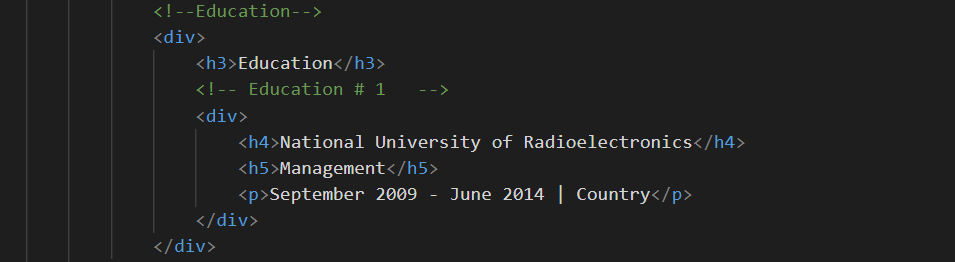 <!--Education-->
<div>
<h3>Education</h3>
<!-- Education # 1   -->
<div>
<h4>National University of Radioelectronics</h4>
<h5>Management</h5>
<p>September 2009 - June 2014 | Country</p>
</div>
</div>